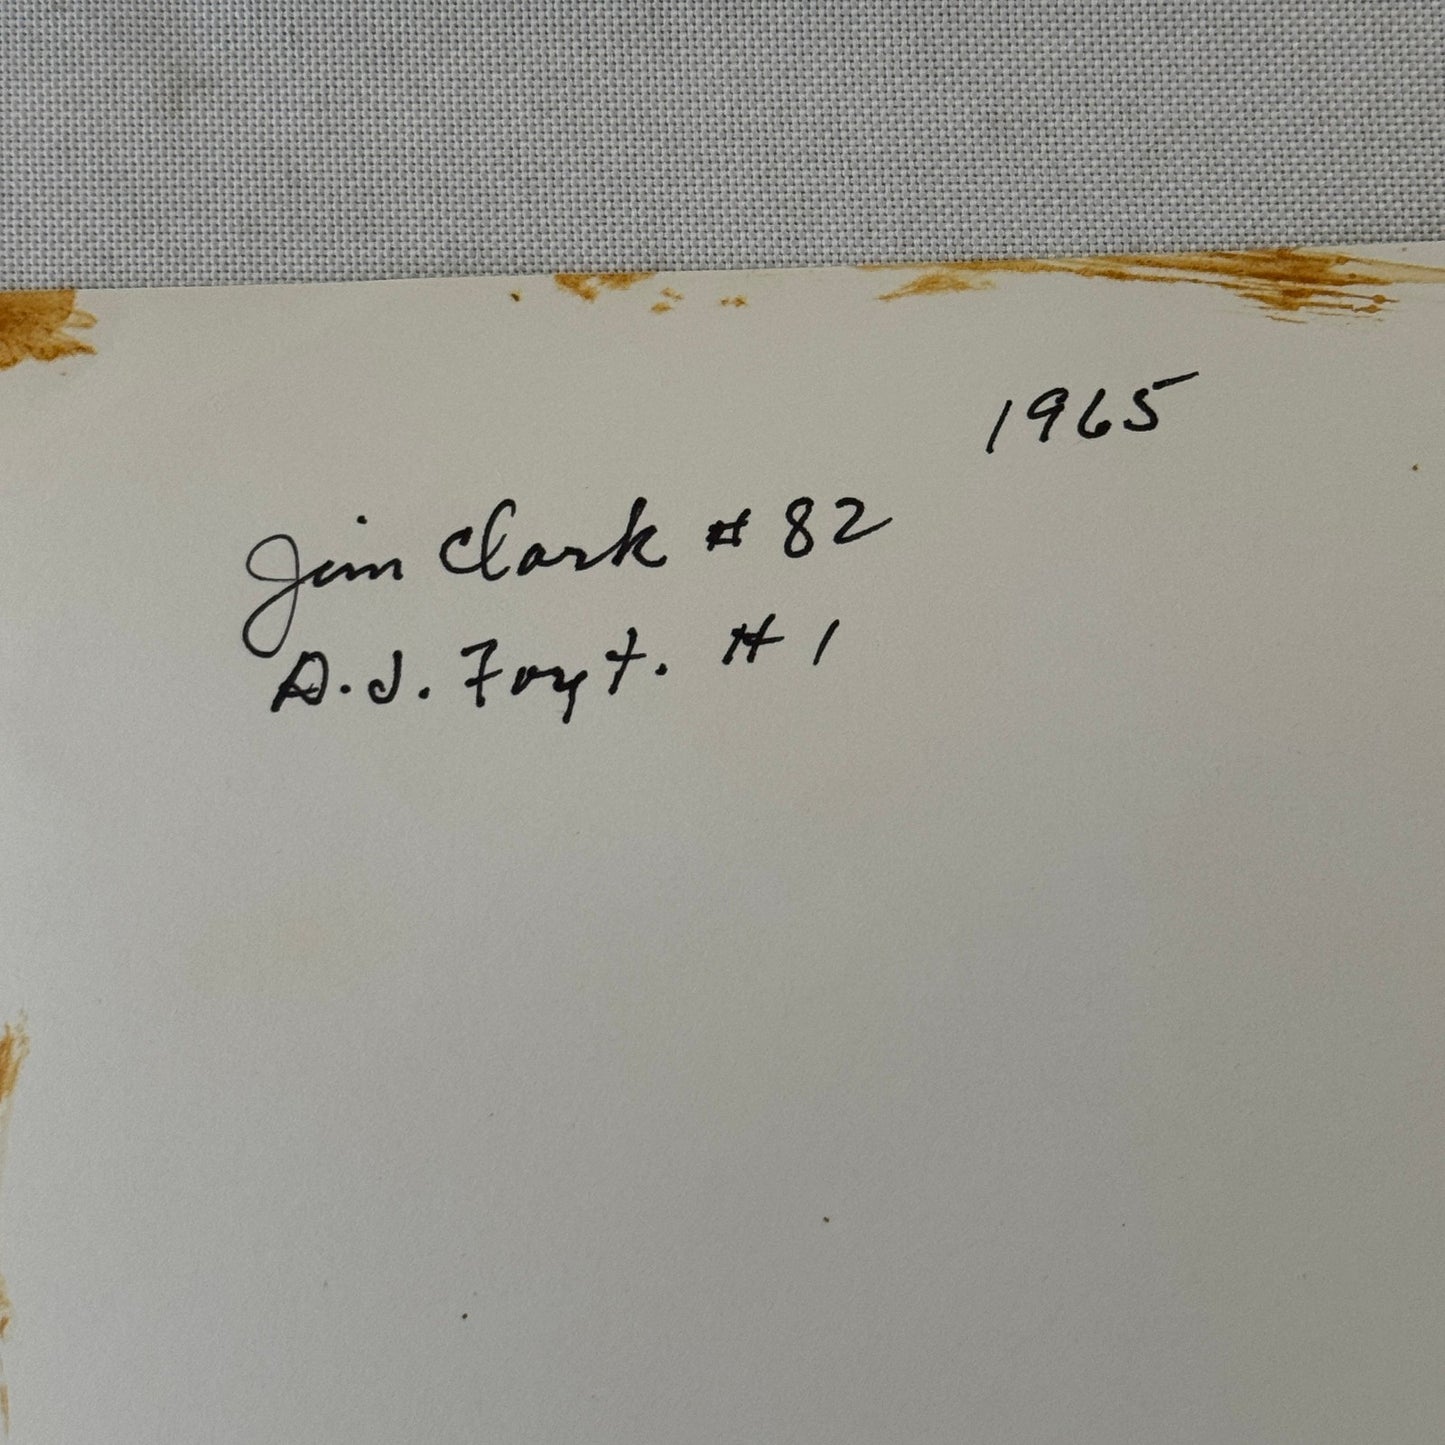 1965
Jim Clark # 82
A.J. Foyt. # 1